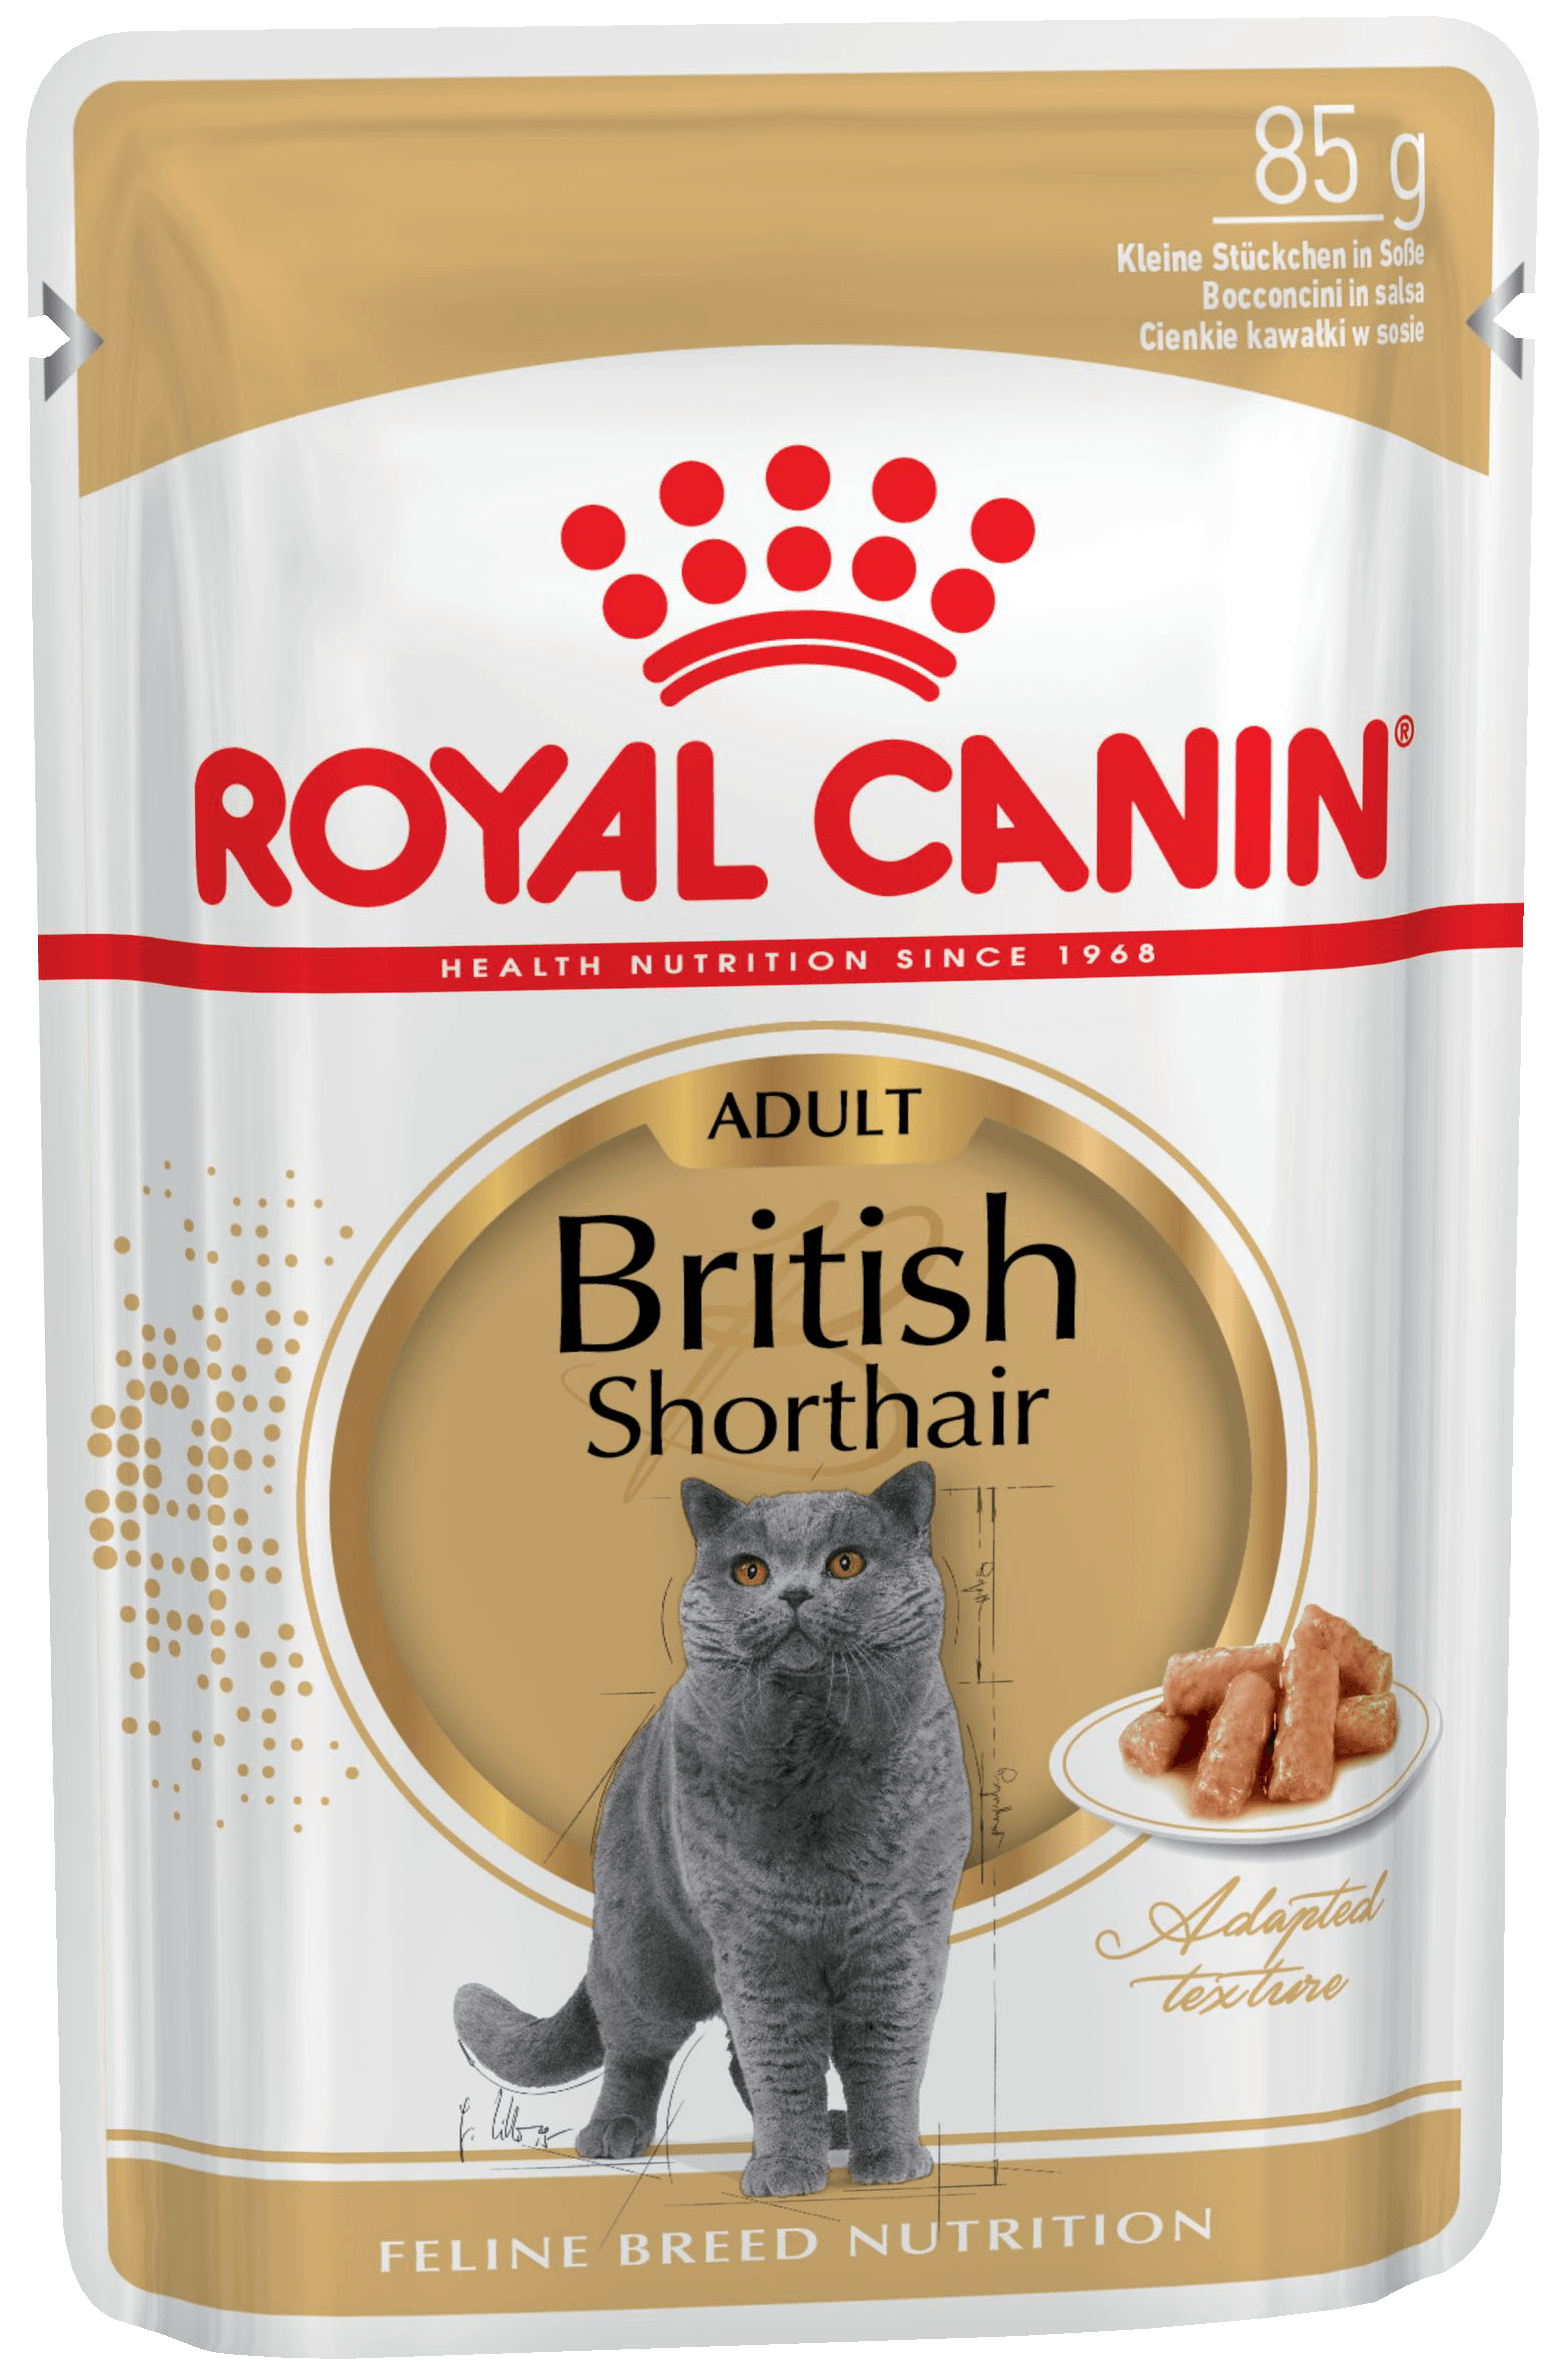 85 g
Kleine Stückchen in Soße
Bocconcini in salsa
Cienkie kawałki w sosie
ROYAL CANIN®
HEALTH NUTRITION SINCE 1968
ADULT
British
Shorthair
Adapted
texture
FELINE BREED NUTRITION